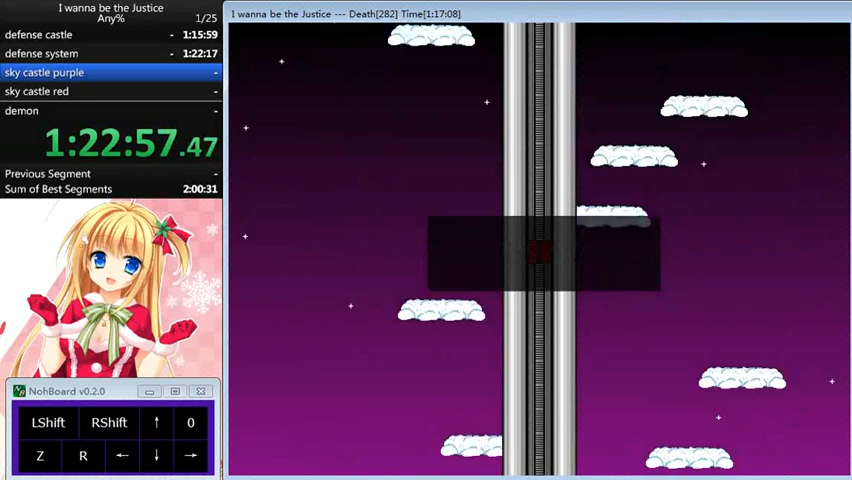 I wanna be the Justice
Any%
1/25
defense castle - 1:15:59
defense system - 1:22:17
sky castle purple -
sky castle red -
demon -
1:22:57.47
Previous Segment -
Sum of Best Segments 2:00:31
NohBoard v0.2.0
LShift RShift ↑ 0
Z R ← ↓ →
I wanna be the Justice --- Death[282] Time[1:17:08]